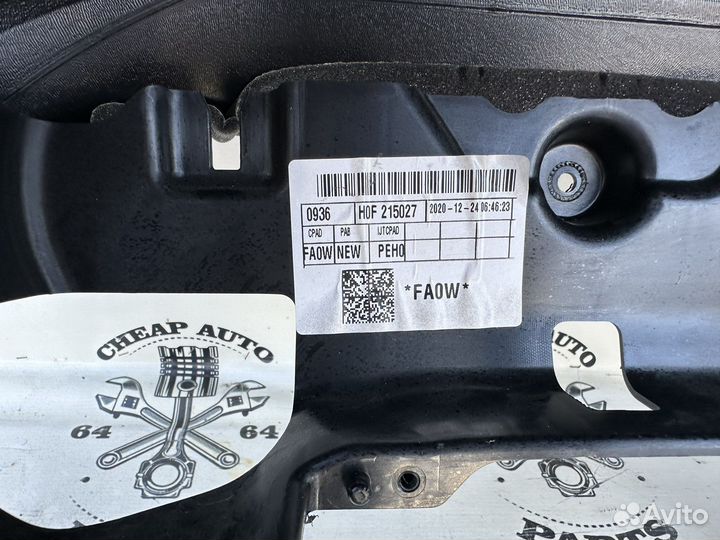 0936 H0F 215027 2020-12-24 06:46:23
CPAD PAB IJTCPAD
FA0W NEW PEH0
*FA0W*
CHEAP AUTO
64 64
AUTO
PARTS
Avito